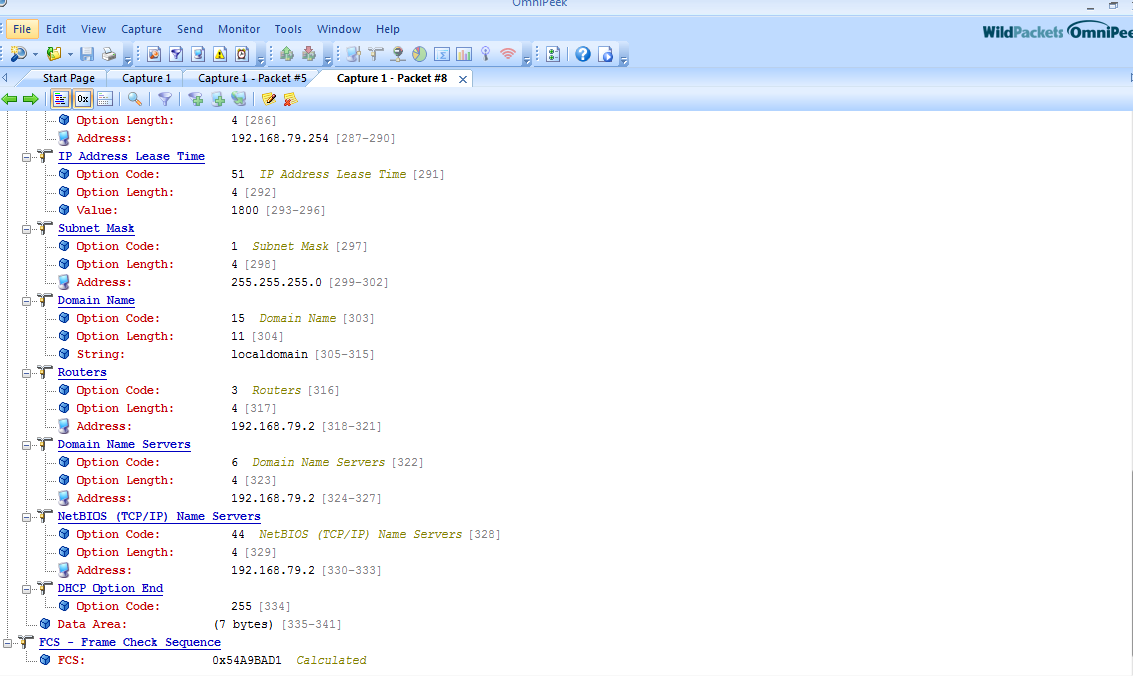 OmniPeek
File Edit View Capture Send Monitor Tools Window Help
WildPackets OmniPee
0x
Start Page Capture 1 Capture 1 - Packet #5 Capture 1 - Packet #8
Option Length: 4 [286]
Address: 192.168.79.254 [287-290]
IP Address Lease Time
Option Code: 51 IP Address Lease Time [291]
Option Length: 4 [292]
Value: 1800 [293-296]
Subnet Mask
Option Code: 1 Subnet Mask [297]
Option Length: 4 [298]
Address: 255.255.255.0 [299-302]
Domain Name
Option Code: 15 Domain Name [303]
Option Length: 11 [304]
String: localdomain [305-315]
Routers
Option Code: 3 Routers [316]
Option Length: 4 [317]
Address: 192.168.79.2 [318-321]
Domain Name Servers
Option Code: 6 Domain Name Servers [322]
Option Length: 4 [323]
Address: 192.168.79.2 [324-327]
NetBIOS (TCP/IP) Name Servers
Option Code: 44 NetBIOS (TCP/IP) Name Servers [328]
Option Length: 4 [329]
Address: 192.168.79.2 [330-333]
DHCP Option End
Option Code: 255 [334]
Data Area: (7 bytes) [335-341]
FCS - Frame Check Sequence
FCS: 0x54A9BAD1 Calculated